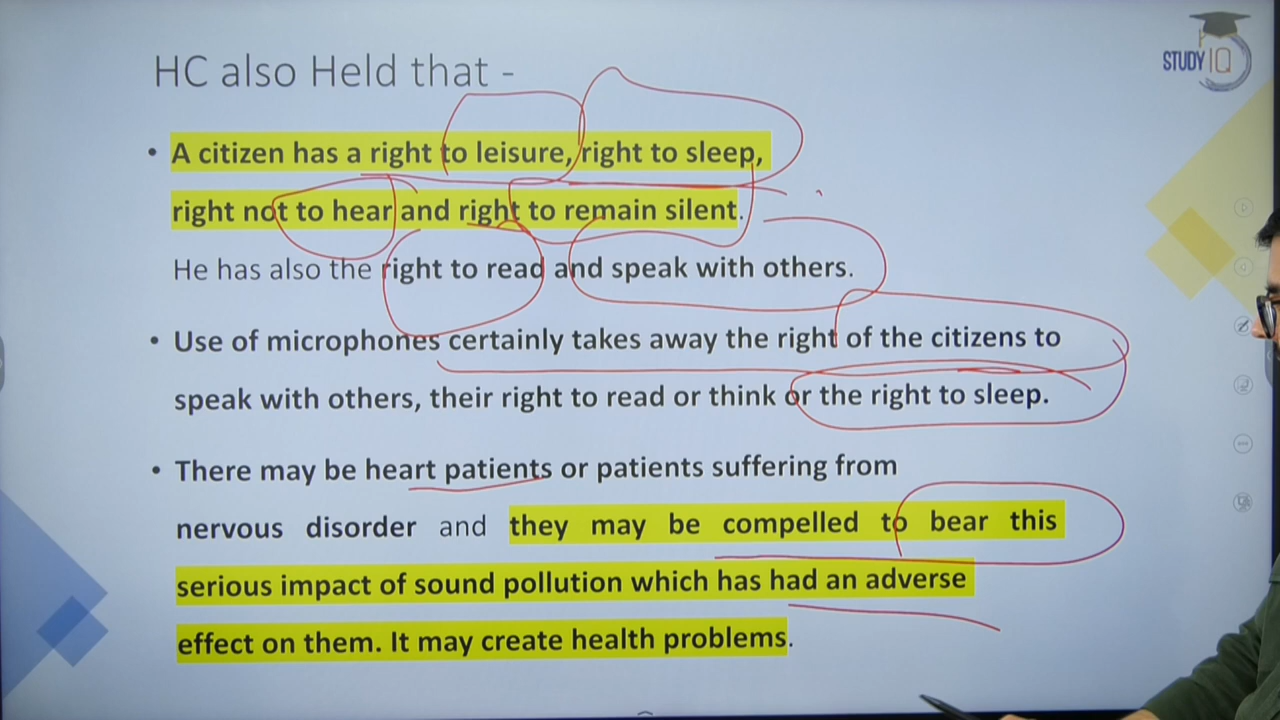 STUDY IQ
HC also Held that -
• A citizen has a right to leisure, right to sleep,
right not to hear and right to remain silent.
He has also the right to read and speak with others.
• Use of microphones certainly takes away the right of the citizens to
speak with others, their right to read or think or the right to sleep.
• There may be heart patients or patients suffering from
nervous disorder and they may be compelled to bear this
serious impact of sound pollution which has had an adverse
effect on them. It may create health problems.